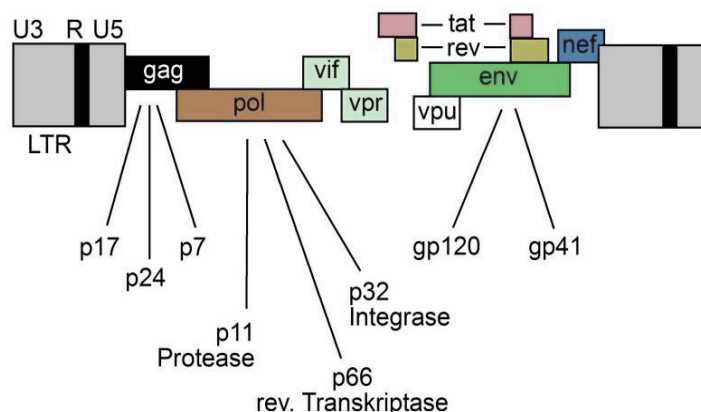 U3 R U5
LTR
gag
pol
vif
vpr
tat
rev
nef
env
vpu
p17
p24
p7
p11
Protease
p66
rev. Transkriptase
p32
Integrase
gp120
gp41